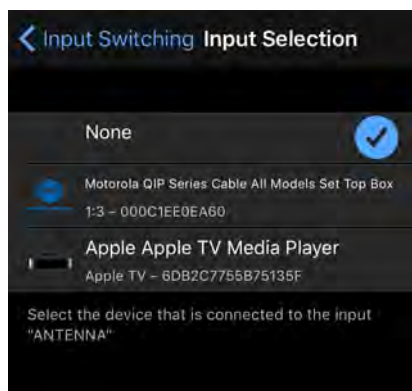 Input Switching Input Selection
None
Motorola QIP Series Cable All Models Set Top Box
1:3 – 000C1EE0EA60
Apple Apple TV Media Player
Apple TV – 6DB2C7755B75135F
Select the device that is connected to the input
"ANTENNA"